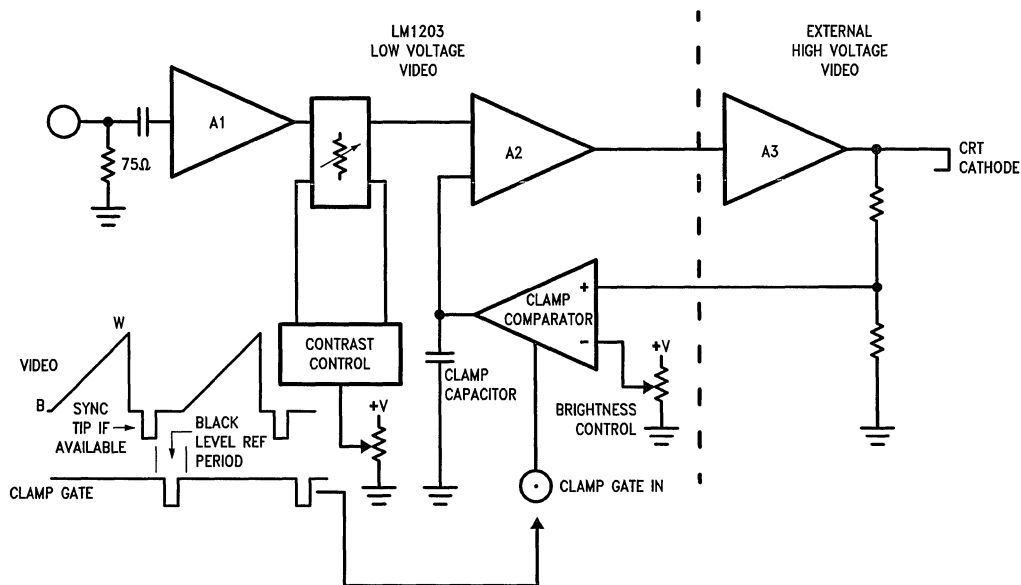 LM1203
LOW VOLTAGE
VIDEO
EXTERNAL
HIGH VOLTAGE
VIDEO
A1
A2
A3
75Ω
CRT
CATHODE
+
CLAMP
COMPARATOR
−
CONTRAST
CONTROL
CLAMP
CAPACITOR
+V
BRIGHTNESS
CONTROL
+V
W
VIDEO
B
SYNC
TIP IF
AVAILABLE
BLACK
LEVEL REF
PERIOD
CLAMP GATE
CLAMP GATE IN